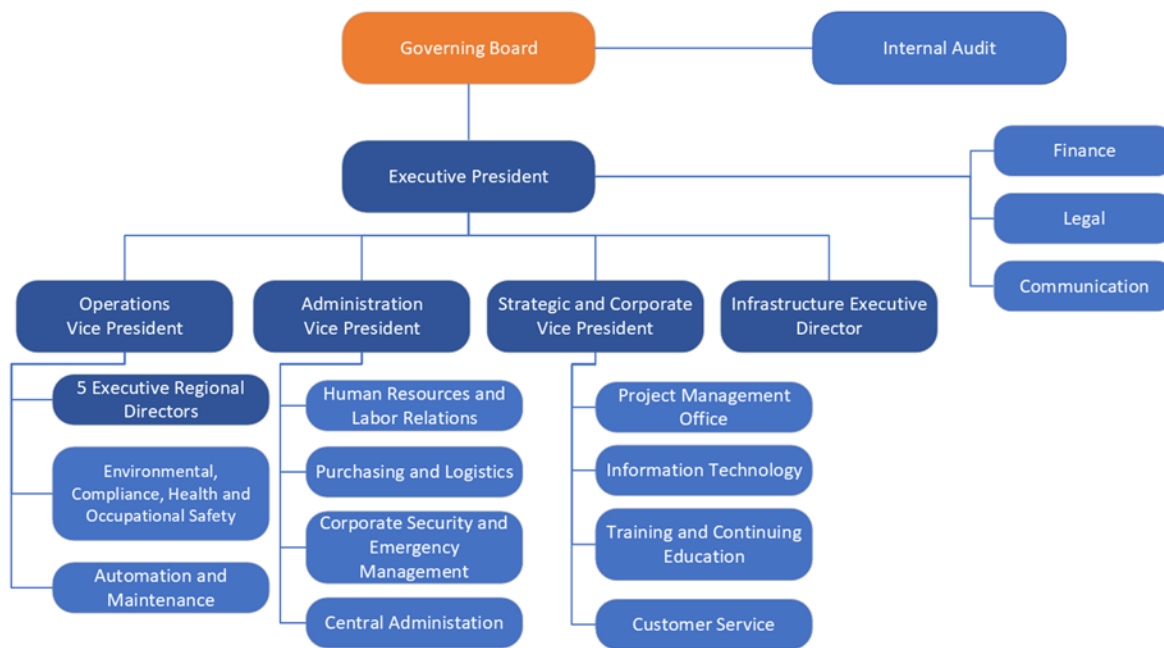 Governing Board
Internal Audit
Executive President
Finance
Legal
Communication
Operations
Vice President
Administration
Vice President
Strategic and Corporate
Vice President
Infrastructure Executive
Director
5 Executive Regional
Directors
Environmental,
Compliance, Health and
Occupational Safety
Automation and
Maintenance
Human Resources and
Labor Relations
Purchasing and Logistics
Corporate Security and
Emergency
Management
Central Administation
Project Management
Office
Information Technology
Training and Continuing
Education
Customer Service